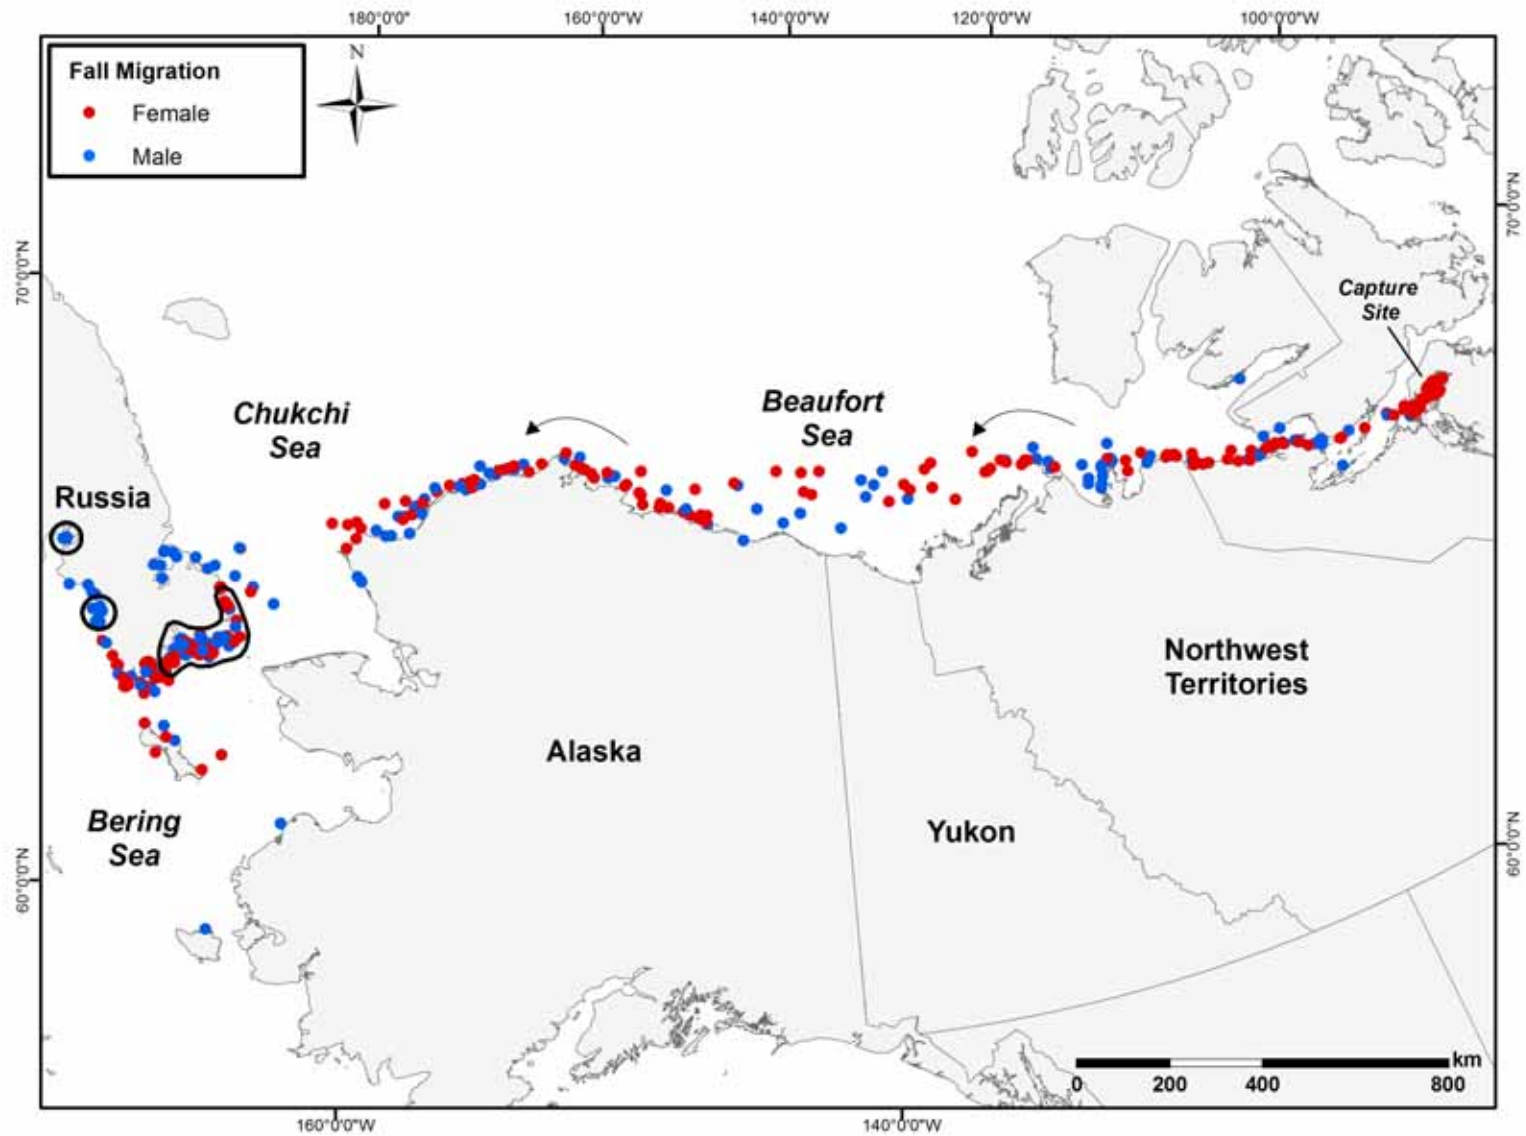 180°0'0"
160°0'0"W
140°0'0"W
120°0'0"W
100°0'0"W
Fall Migration
Female
Male
N
70°0'0"N
70°0'0"N
Capture
Site
Chukchi
Sea
Beaufort
Sea
Russia
Northwest
Territories
Alaska
Yukon
Bering
Sea
60°0'0"N
60°0'0"N
km
0
200
400
800
160°0'0"W
140°0'0"W